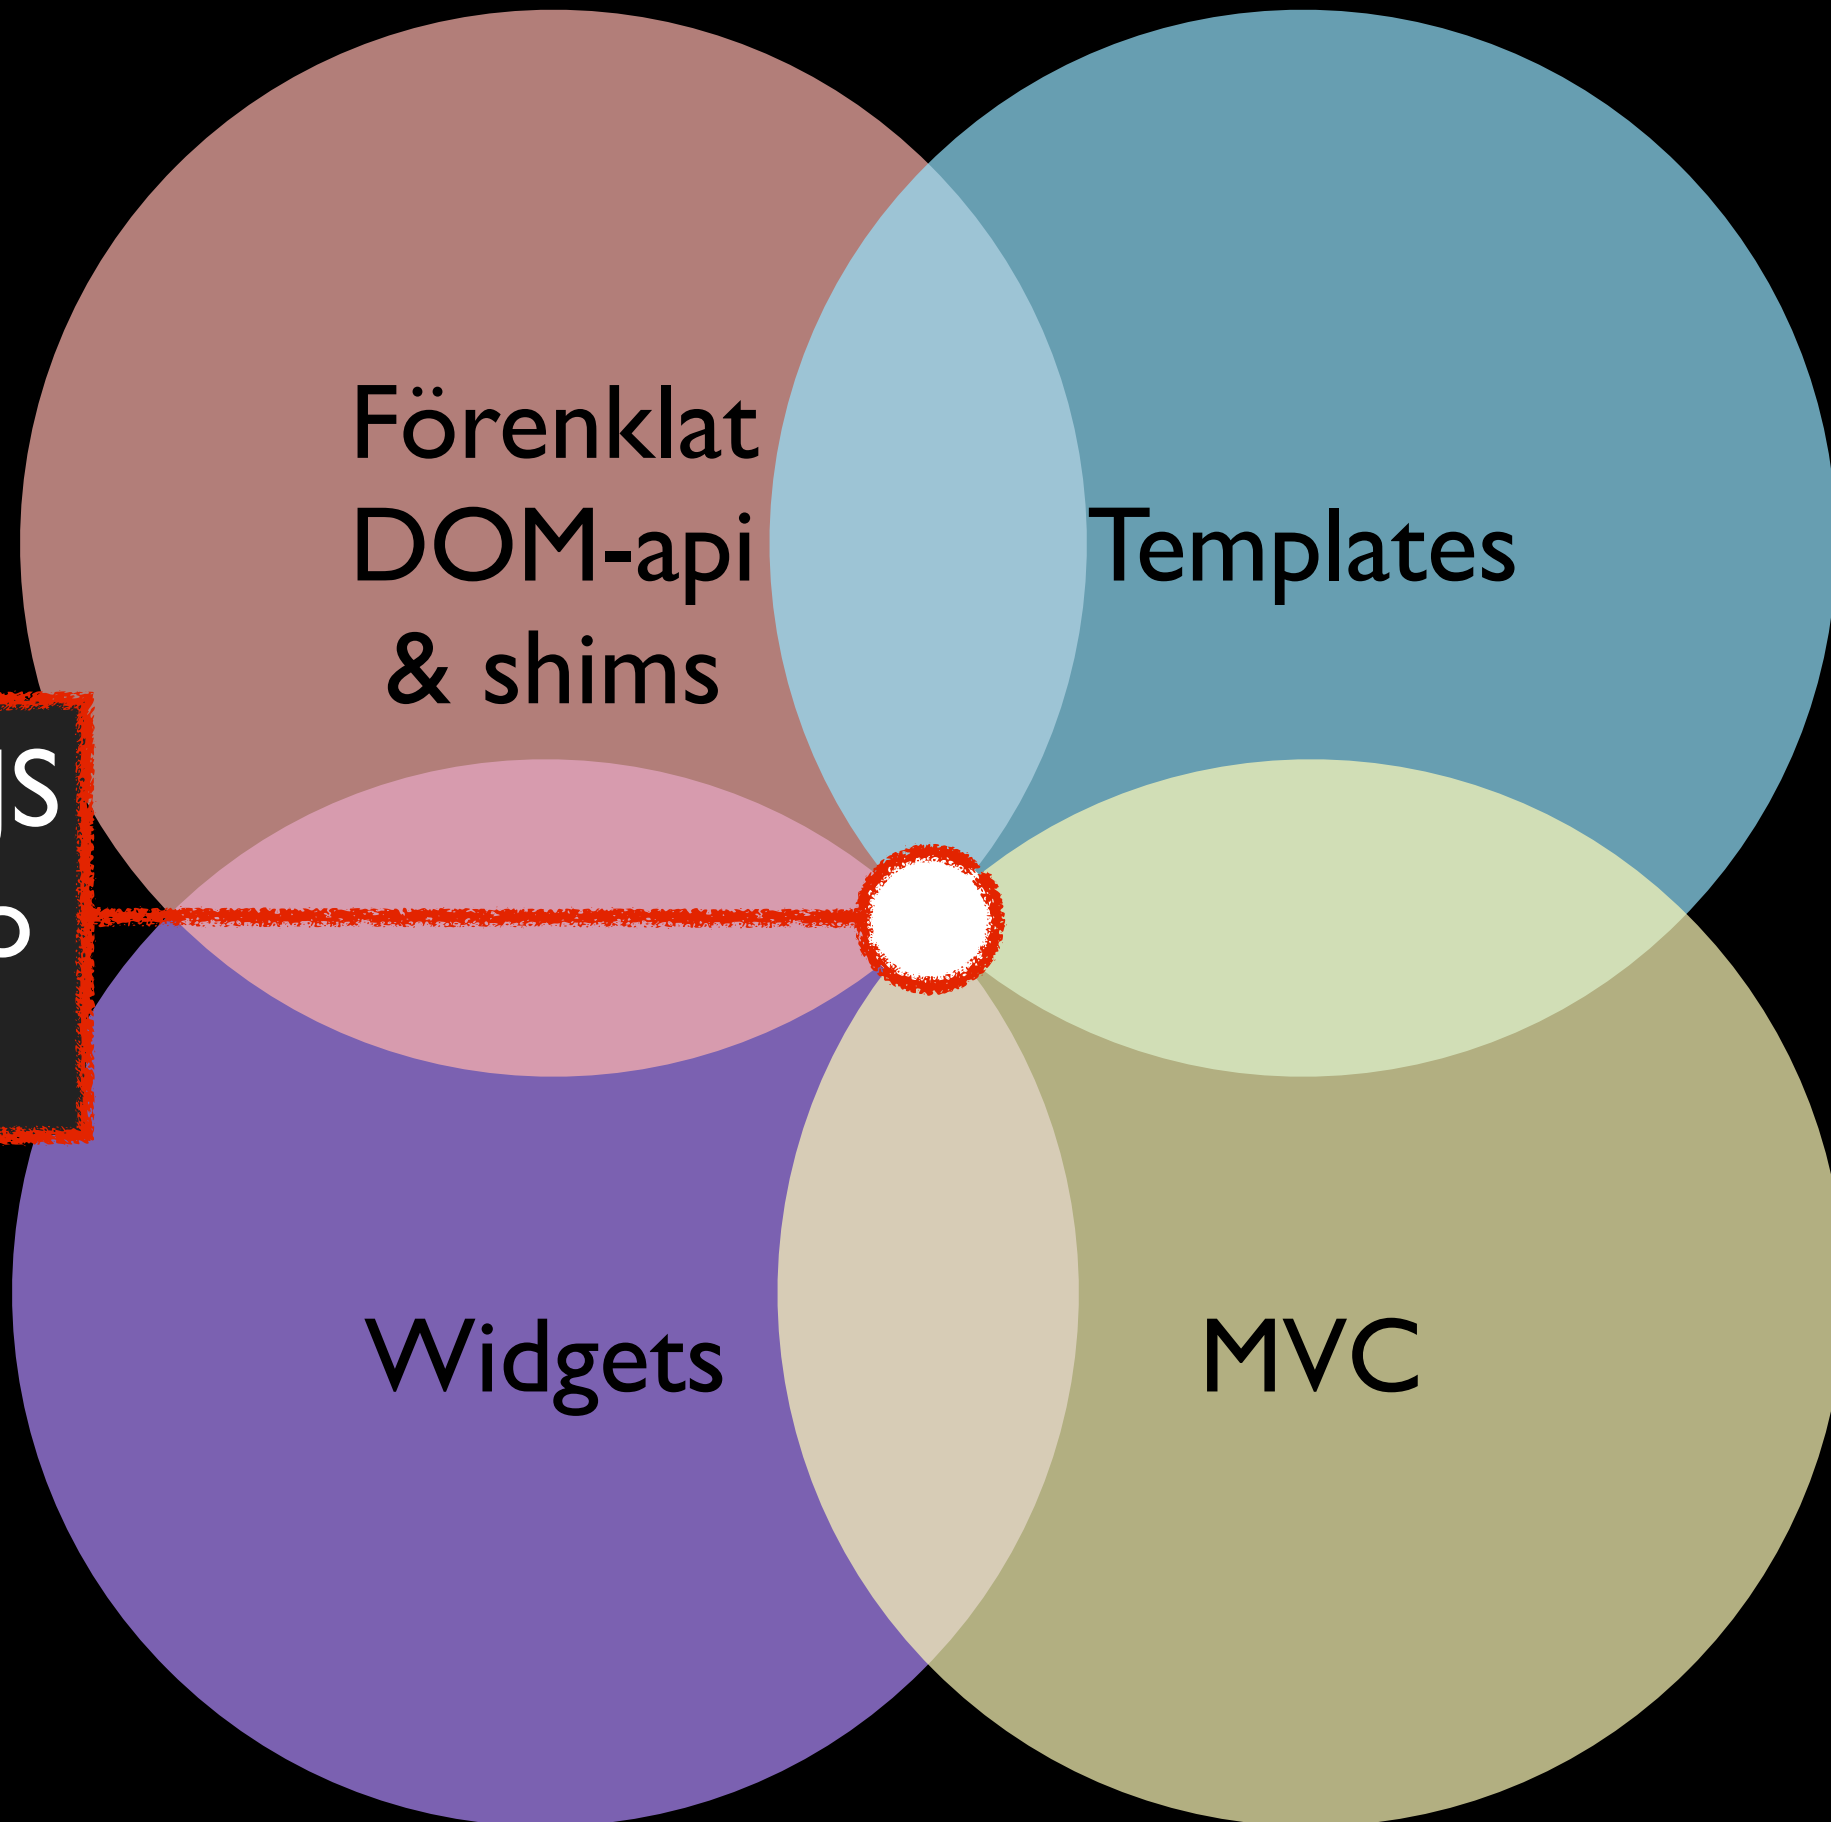 Förenklat
DOM-api
& shims
Templates
Widgets
MVC